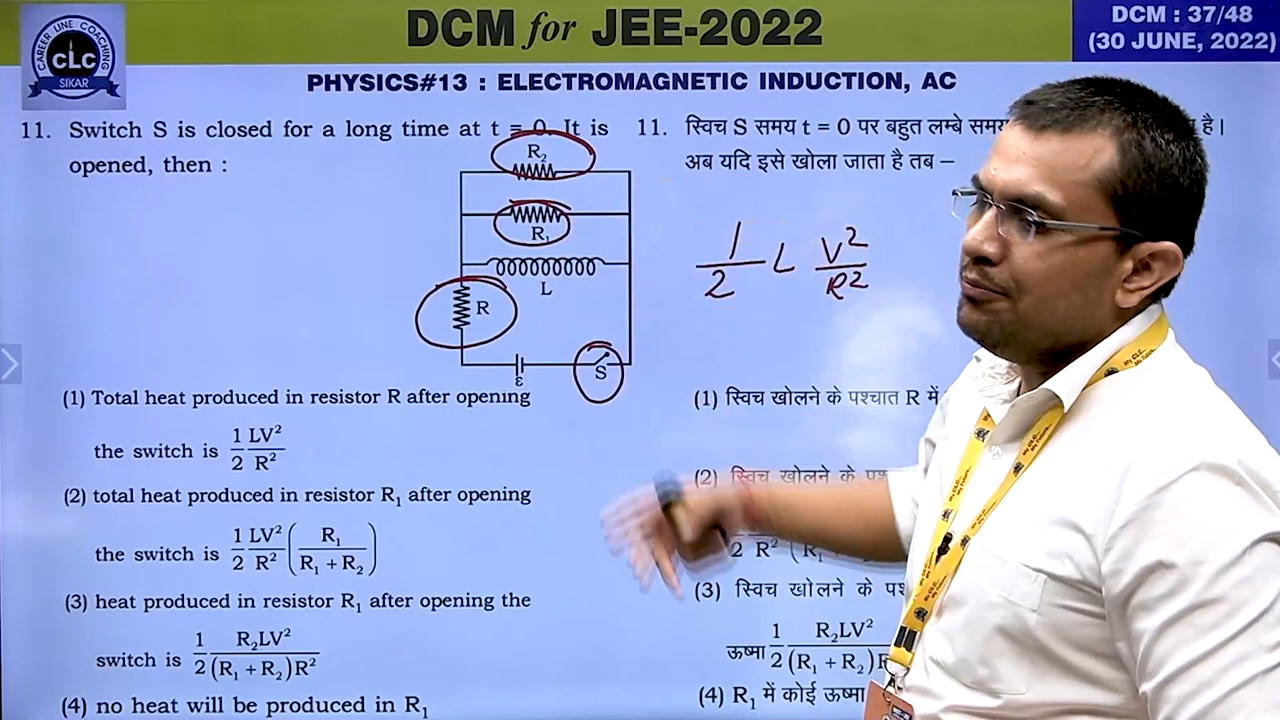 DCM for JEE-2022
DCM : 37/48
(30 JUNE, 2022)
CAREER LINE COACHING
CLC
SIKAR
PHYSICS#13 : ELECTROMAGNETIC INDUCTION, AC
11. Switch S is closed for a long time at t = 0. It is
opened, then :
R₂
R₁
L
R
ε
S
(1) Total heat produced in resistor R after opening
the switch is 1/2 LV²/R²
(2) total heat produced in resistor R₁ after opening
the switch is 1/2 LV²/R² (R₁/(R₁ + R₂))
(3) heat produced in resistor R₁ after opening the
switch is 1/2 R₂LV²/((R₁ + R₂)R²)
(4) no heat will be produced in R₁
11. स्विच S समय t = 0 पर बहुत लम्बे है।
अब यदि इसे खोला जाता है तब –
1/2 L V²/R²
(1) स्विच खोलने के पश्चात R में
(2) स्विच खोलने के
2 R²
(3) स्विच खोलने के
ऊष्मा 1/2 R₂LV²/(R₁ + R₂)
(4) R₁ में कोई ऊष्मा